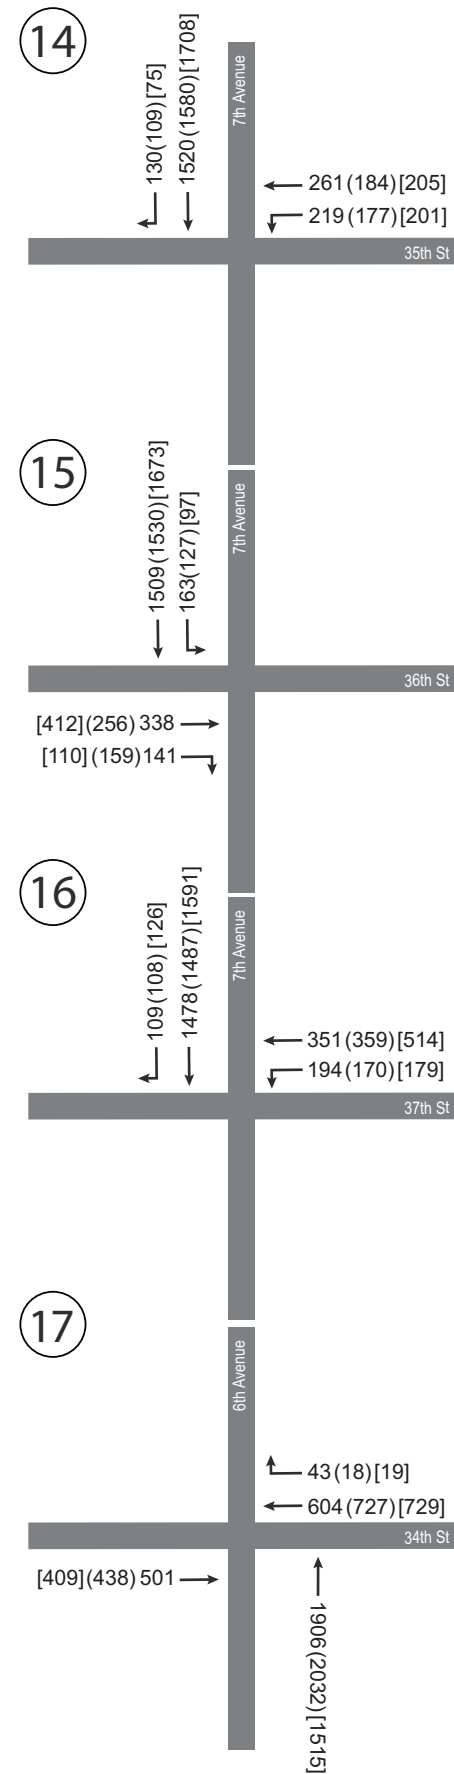 14
130(109)[75]
1520(1580)[1708]
7th Avenue
261(184)[205]
219(177)[201]
35th St
15
1509(1530)[1673]
163(127)[97]
7th Avenue
36th St
[412](256)338
[110](159)141
16
109(108)[126]
1478(1487)[1591]
7th Avenue
351(359)[514]
194(170)[179]
37th St
17
6th Avenue
43(18)[19]
604(727)[729]
34th St
[409](438)501
1906(2032)[1515]